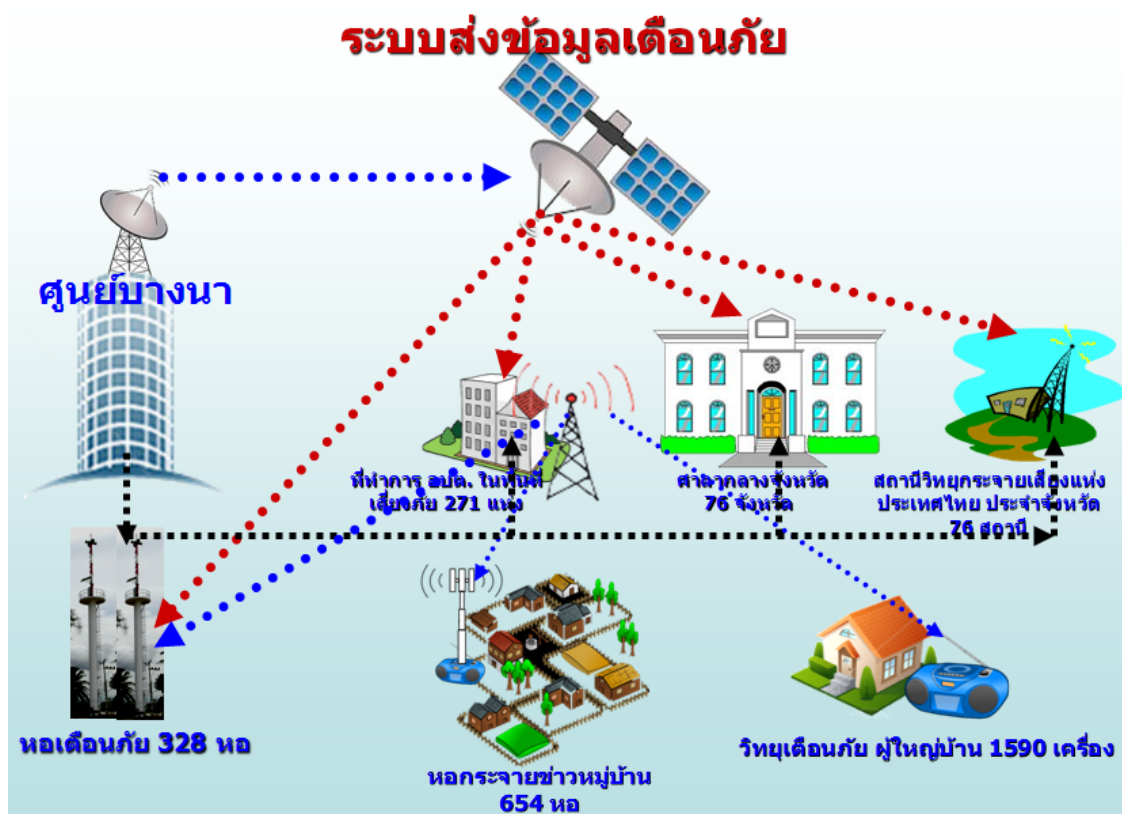 ระบบส่งข้อมูลเตือนภัย
ศูนย์บางนา
ที่ทำการ อบต. ในพื้นที่
เสี่ยงภัย 271 แห่ง
ศาลากลางจังหวัด
76 จังหวัด
สถานีวิทยุกระจายเสียงแห่ง
ประเทศไทย ประจำจังหวัด
76 สถานี
หอเตือนภัย 328 หอ
หอกระจายข่าวหมู่บ้าน
654 หอ
วิทยุเตือนภัย ผู้ใหญ่บ้าน 1590 เครื่อง